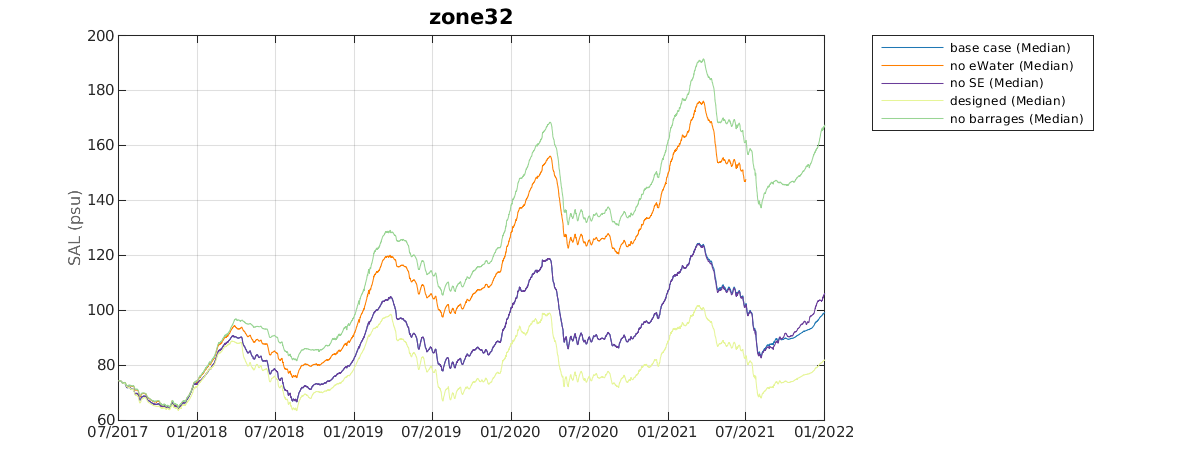 zone32
SAL (psu)
200
180
160
140
120
100
80
60
07/2017 01/2018 07/2018 01/2019 07/2019 01/2020 07/2020 01/2021 07/2021 01/2022
base case (Median)
no eWater (Median)
no SE (Median)
designed (Median)
no barrages (Median)